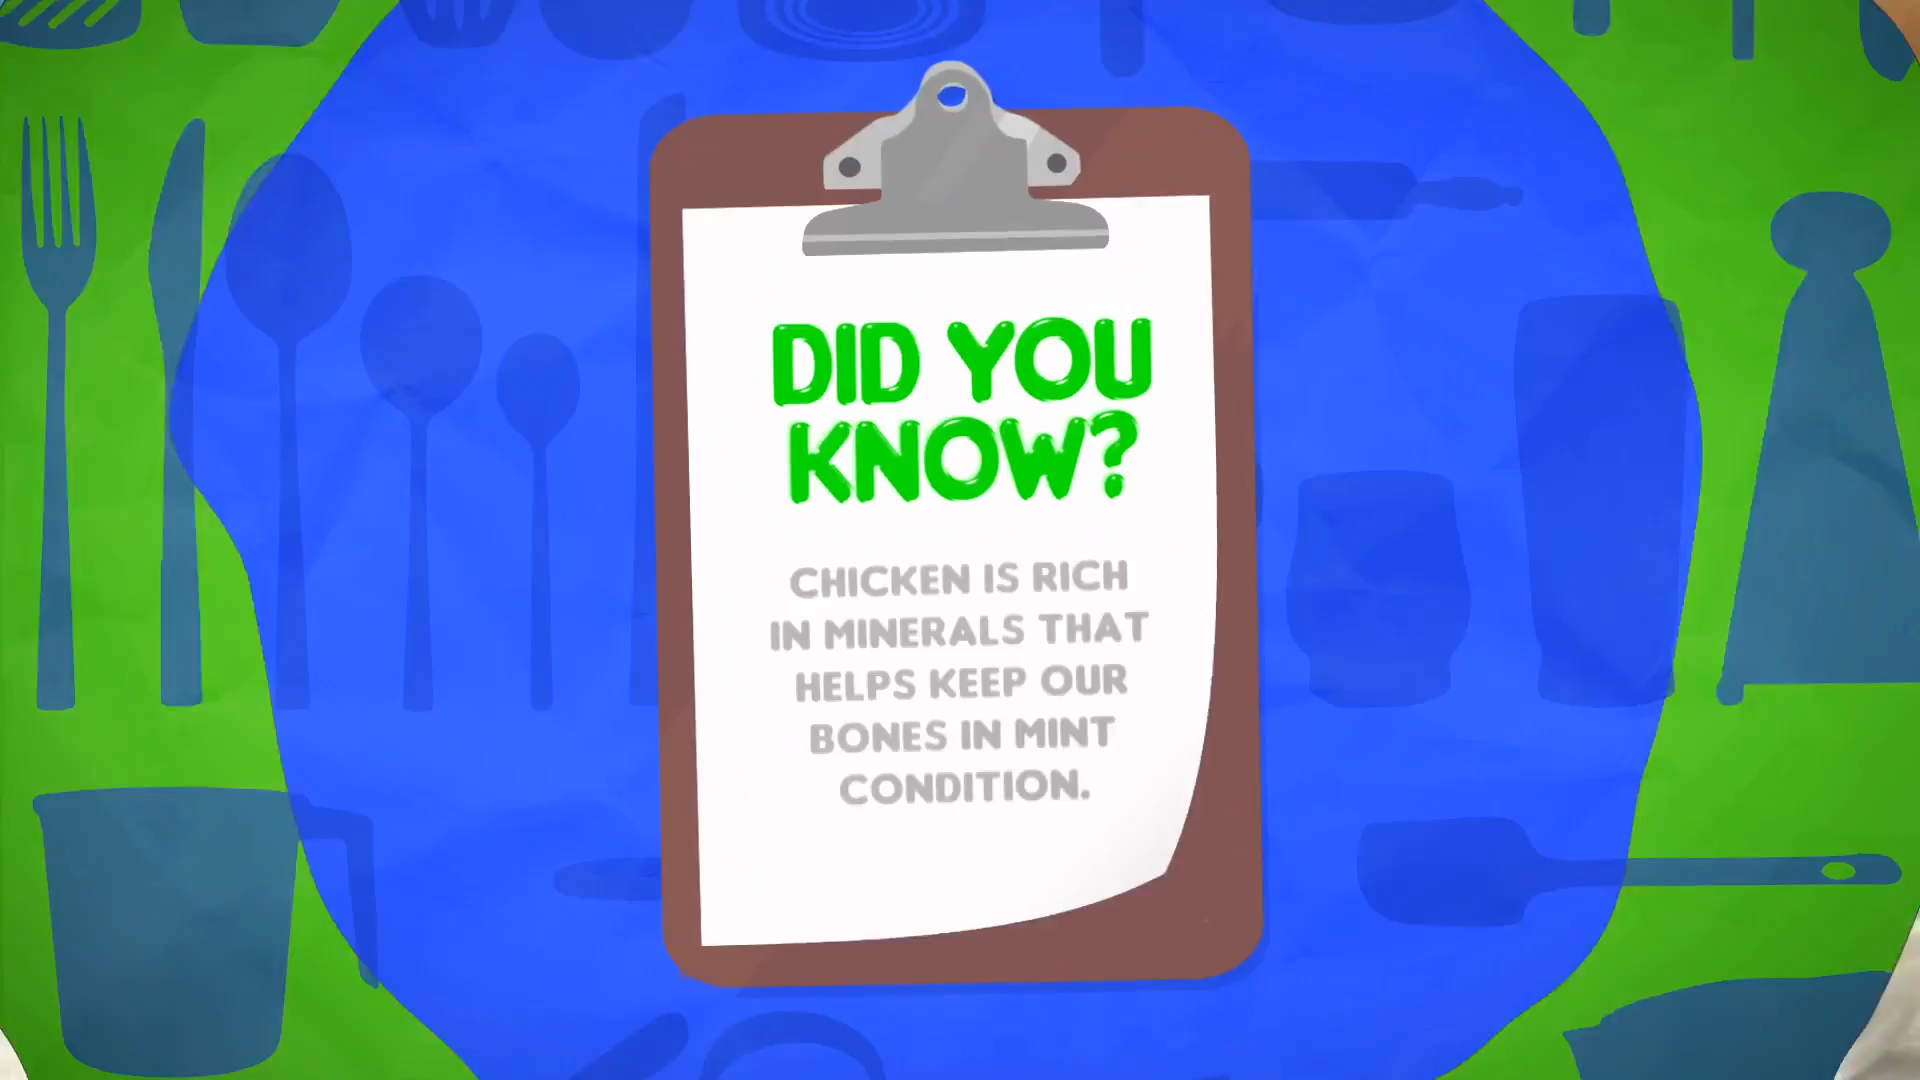 DID YOU
KNOW?
CHICKEN IS RICH
IN MINERALS THAT
HELPS KEEP OUR
BONES IN MINT
CONDITION.